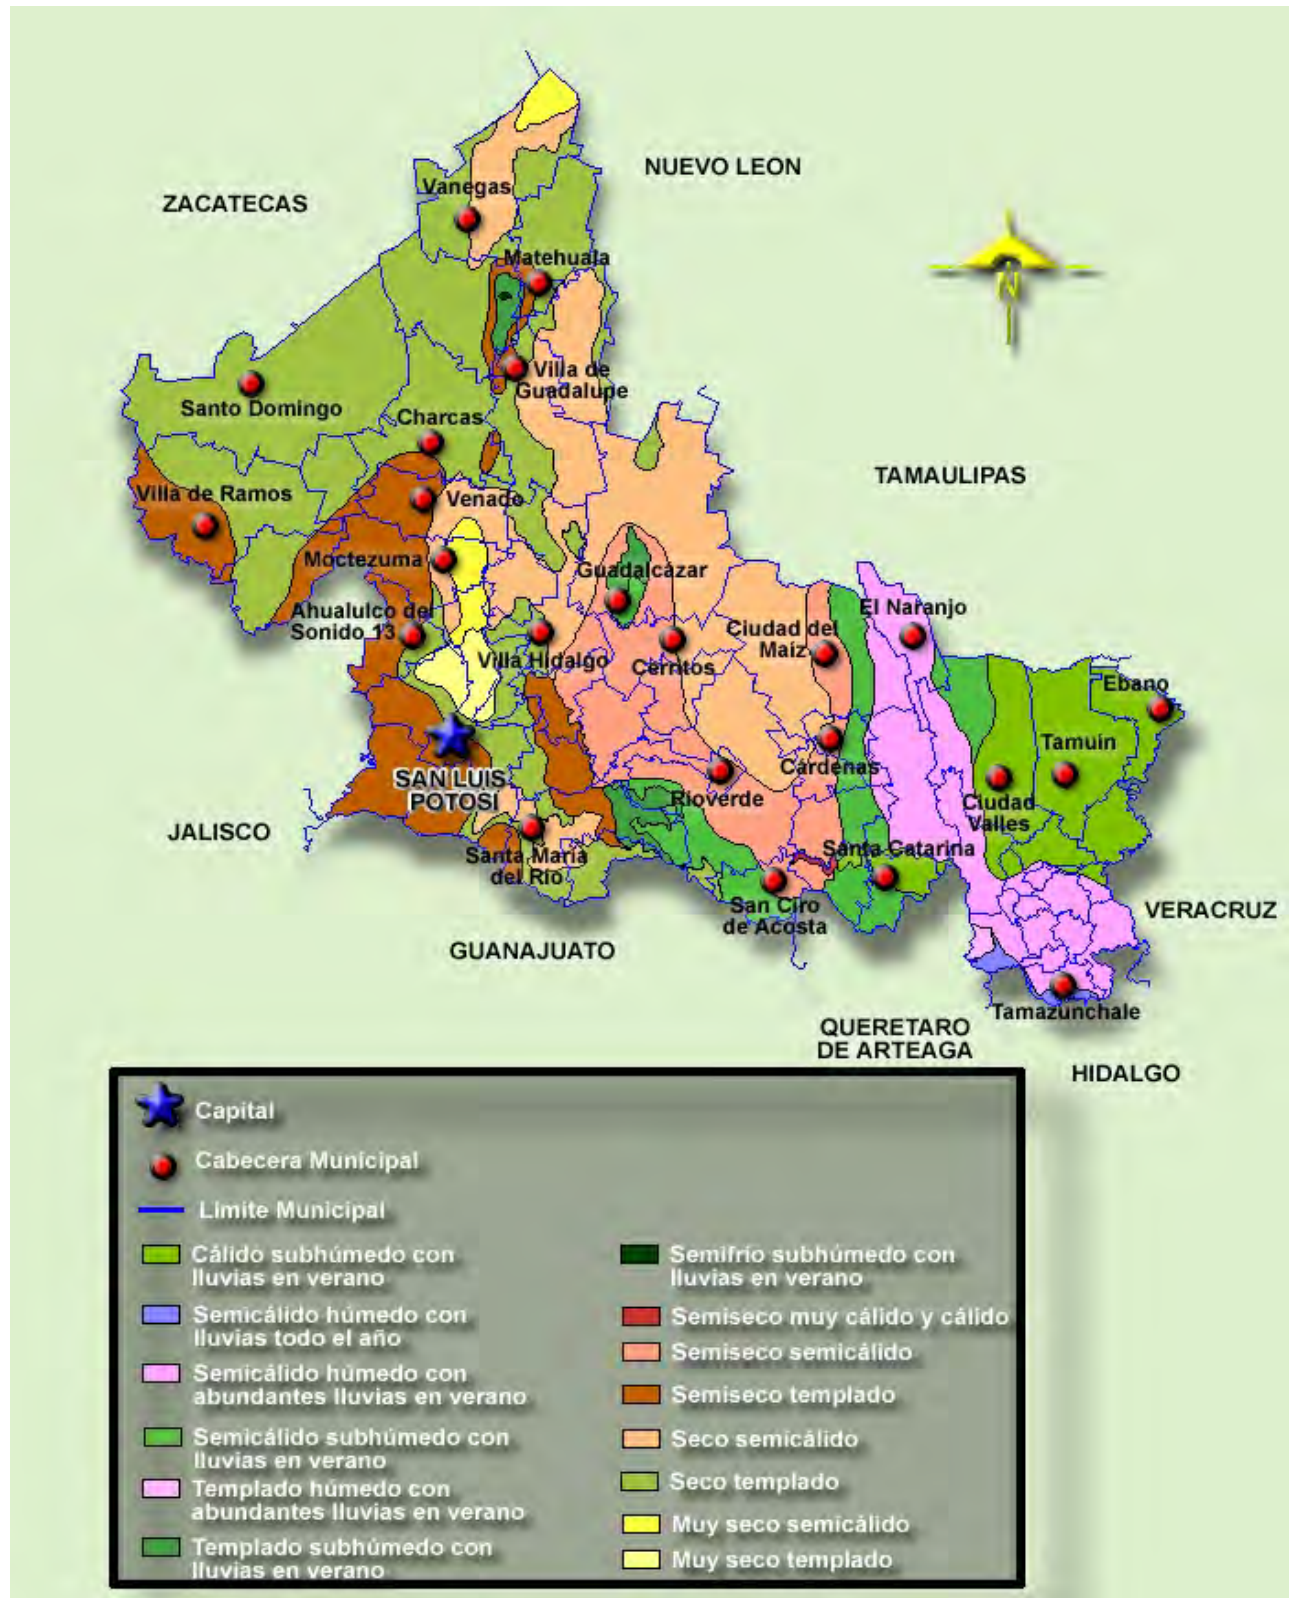 NUEVO LEON
ZACATECAS
Vanegas
Matehuala
N
Villa de
Guadalupe
Santo Domingo
Charcas
TAMAULIPAS
Villa de Ramos
Venado
Moctezuma
Guadalcázar
Ahualulco del
Sonido 13
El Naranjo
Ciudad del
Maíz
Villa Hidalgo
Cerritos
Ebano
Tamuin
SAN LUIS
POTOSÍ
Cárdenas
Rioverde
Ciudad
Valles
JALISCO
Santa María
del Río
Santa Catarina
San Ciro
de Acosta
VERACRUZ
GUANAJUATO
Tamazunchale
QUERETARO
DE ARTEAGA
HIDALGO
Capital
Cabecera Municipal
Límite Municipal
Cálido subhúmedo con
lluvias en verano
Semicálido húmedo con
lluvias todo el año
Semicálido húmedo con
abundantes lluvias en verano
Semicálido subhúmedo con
lluvias en verano
Templado húmedo con
abundantes lluvias en verano
Templado subhúmedo con
lluvias en verano
Semifrío subhúmedo con
lluvias en verano
Semiseco muy cálido y cálido
Semiseco semicálido
Semiseco templado
Seco semicálido
Seco templado
Muy seco semicálido
Muy seco templado